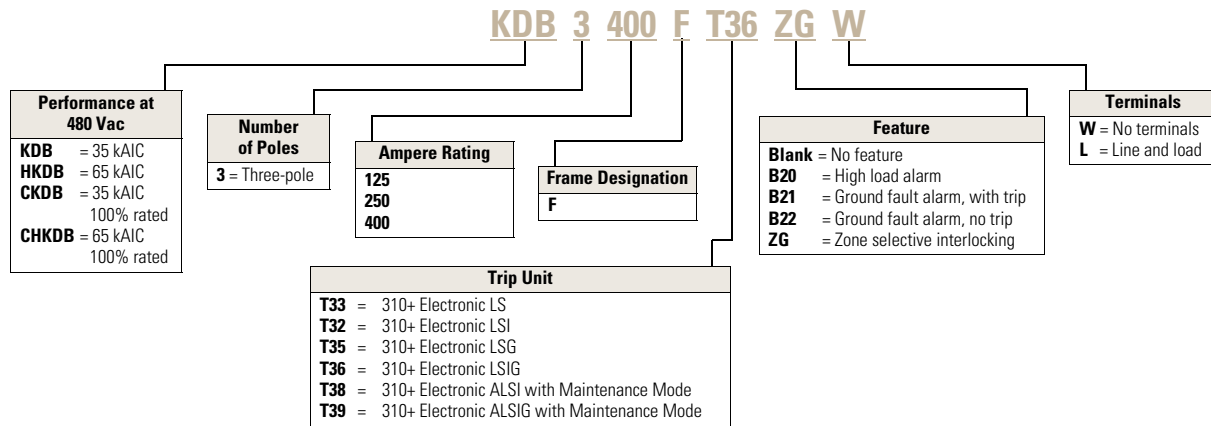 KDB 3 400 F T36 ZG W
Performance at
480 Vac
KDB = 35 kAIC
HKDB = 65 kAIC
CKDB = 35 kAIC
100% rated
CHKDB = 65 kAIC
100% rated
Number
of Poles
3 = Three-pole
Ampere Rating
125
250
400
Frame Designation
F
Trip Unit
T33 = 310+ Electronic LS
T32 = 310+ Electronic LSI
T35 = 310+ Electronic LSG
T36 = 310+ Electronic LSIG
T38 = 310+ Electronic ALSI with Maintenance Mode
T39 = 310+ Electronic ALSIG with Maintenance Mode
Feature
Blank = No feature
B20 = High load alarm
B21 = Ground fault alarm, with trip
B22 = Ground fault alarm, no trip
ZG = Zone selective interlocking
Terminals
W = No terminals
L = Line and load